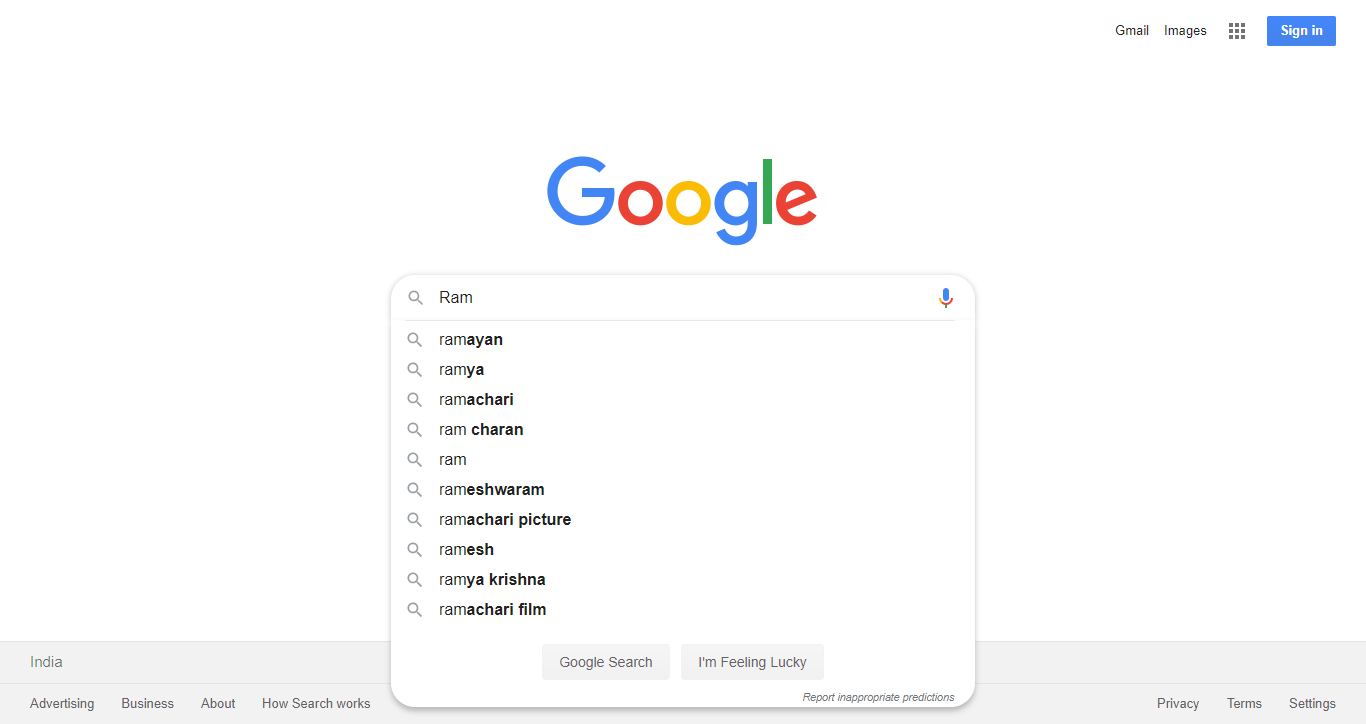 Gmail Images Sign in
Google
Ram
ramayan
ramya
ramachari
ram charan
ram
rameshwaram
ramachari picture
ramesh
ramya krishna
ramachari film
Google Search I'm Feeling Lucky
Report inappropriate predictions
India
Advertising Business About How Search works Privacy Terms Settings